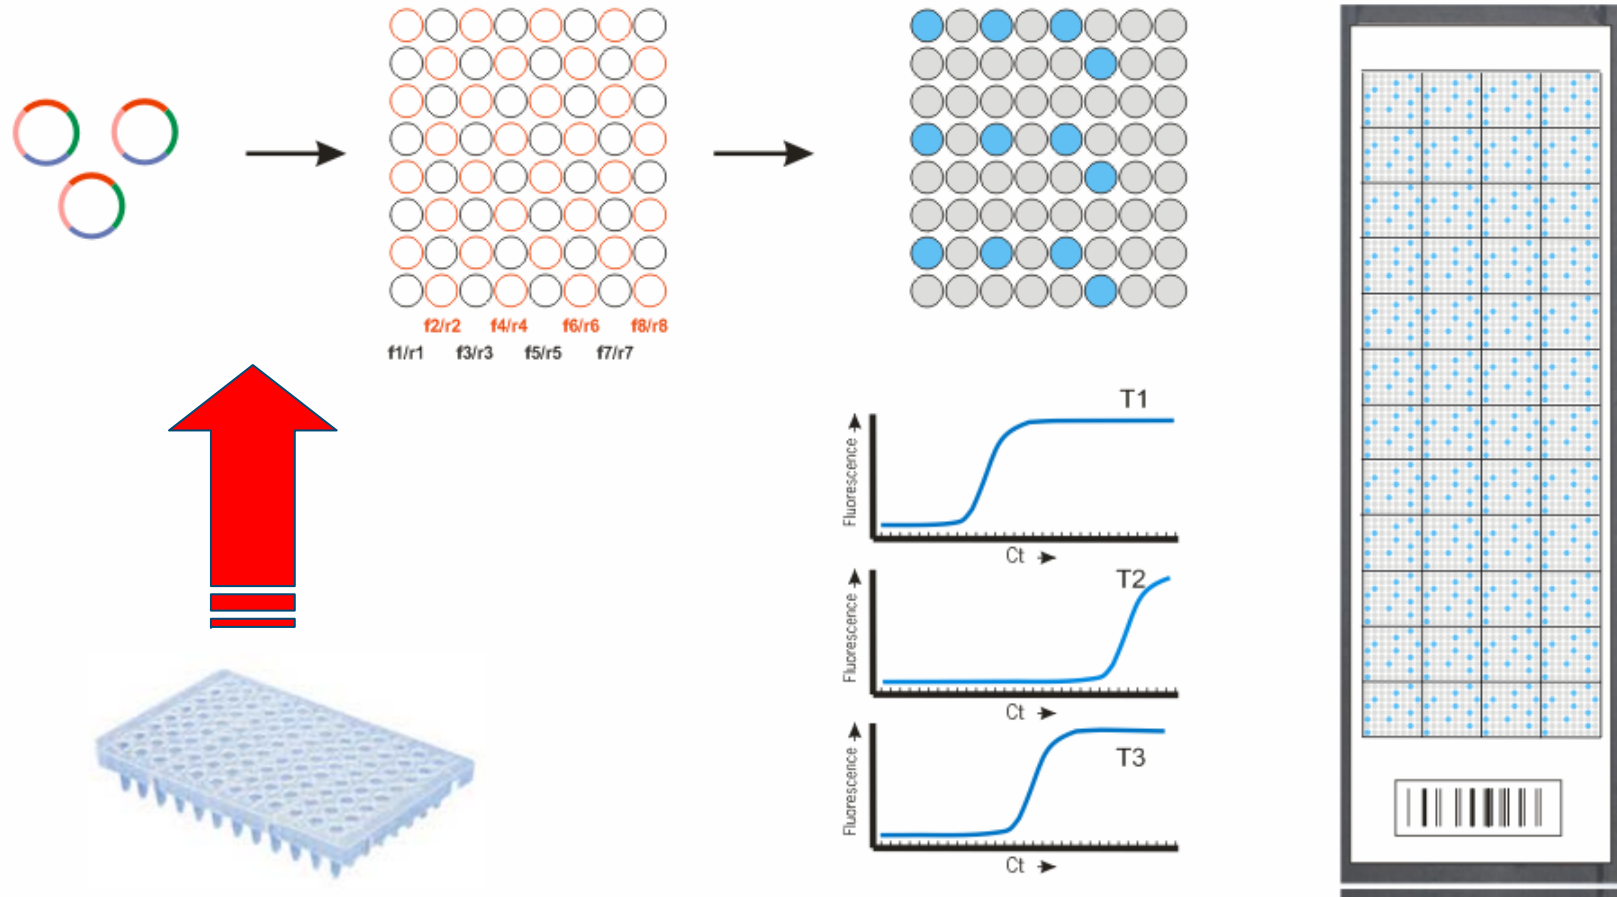 f2/r2 f4/r4 f6/r6 f8/r8
f1/r1 f3/r3 f5/r5 f7/r7
T1
Fluorescence
Ct
T2
Fluorescence
Ct
T3
Fluorescence
Ct